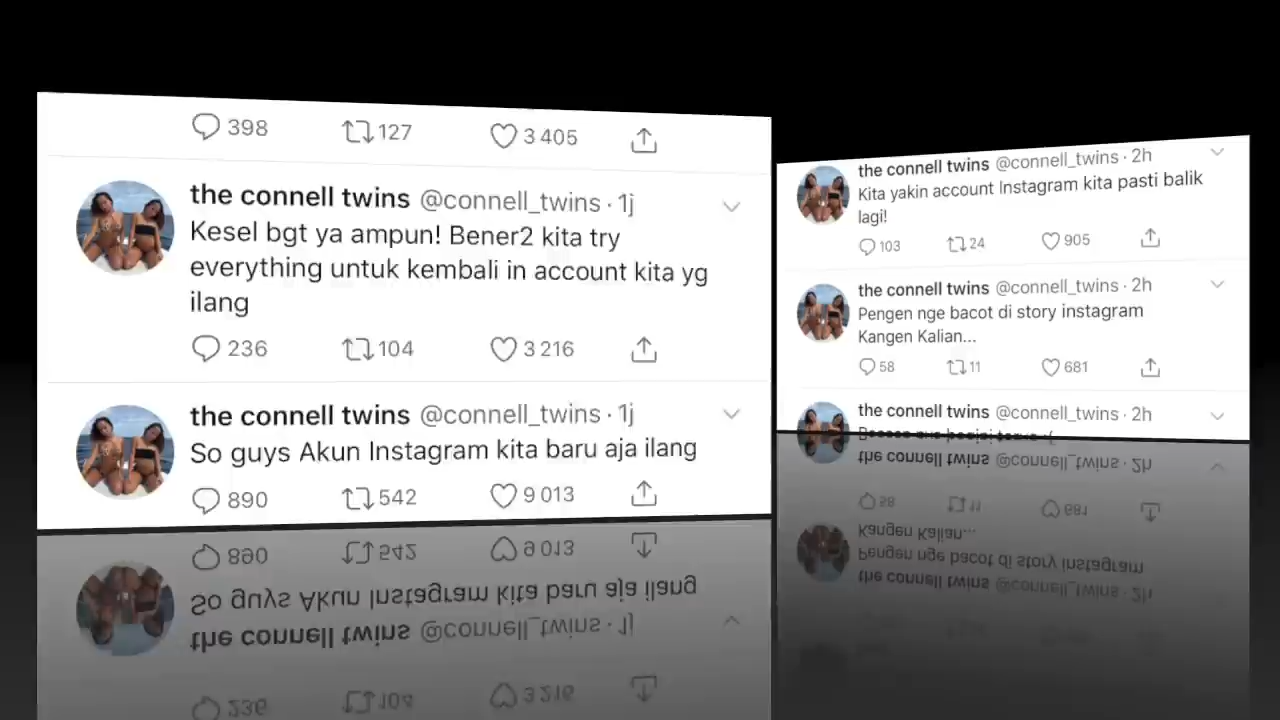 398 127 3 405
the connell twins @connell_twins · 1j
Kesel bgt ya ampun! Bener2 kita try
everything untuk kembali in account kita yg
ilang
236 104 3 216
the connell twins @connell_twins · 1j
So guys Akun Instagram kita baru aja ilang
890 542 9 013
the connell twins @connell_twins · 2h
Kita yakin account Instagram kita pasti balik
lagi!
103 24 905
the connell twins @connell_twins · 2h
Pengen nge bacot di story instagram
Kangen Kalian...
58 11 681
the connell twins @connell_twins · 2h